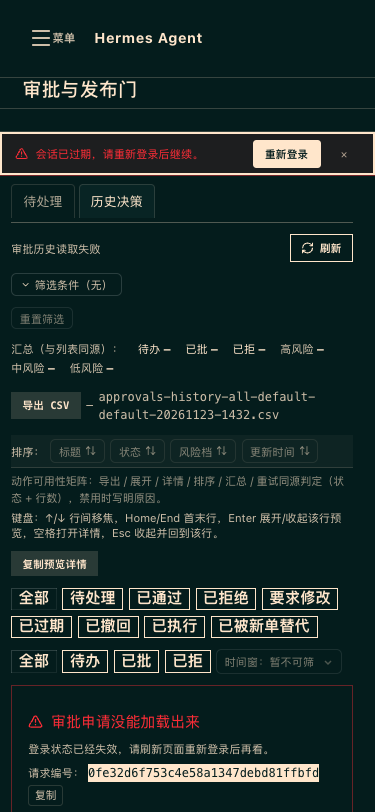 菜单 Hermes Agent
审批与发布门
会话已过期，请重新登录后继续。 重新登录 ×
待处理 历史决策
审批历史读取失败 刷新
筛选条件（无）
重置筛选
汇总（与列表同源）： 待办 — 已批 — 已拒 — 高风险 —
中风险 — 低风险 —
导出 CSV — approvals-history-all-default-
default-20261123-1432.csv
排序： 标题 状态 风险档 更新时间
动作可用性矩阵：导出 / 展开 / 详情 / 排序 / 汇总 / 重试同源判定（状
态 + 行数），禁用时写明原因。
键盘：↑/↓ 行间移焦，Home/End 首末行，Enter 展开/收起该行预
览，空格打开详情，Esc 收起并回到该行。
复制预览详情
全部 待处理 已通过 已拒绝 要求修改
已过期 已撤回 已执行 已被新单替代
全部 待办 已批 已拒 时间窗：暂不可筛
审批申请没能加载出来
登录状态已经失效，请刷新页面重新登录后再看。
请求编号： 0fe32d6f753c4e58a1347debd81ffbfd
复制